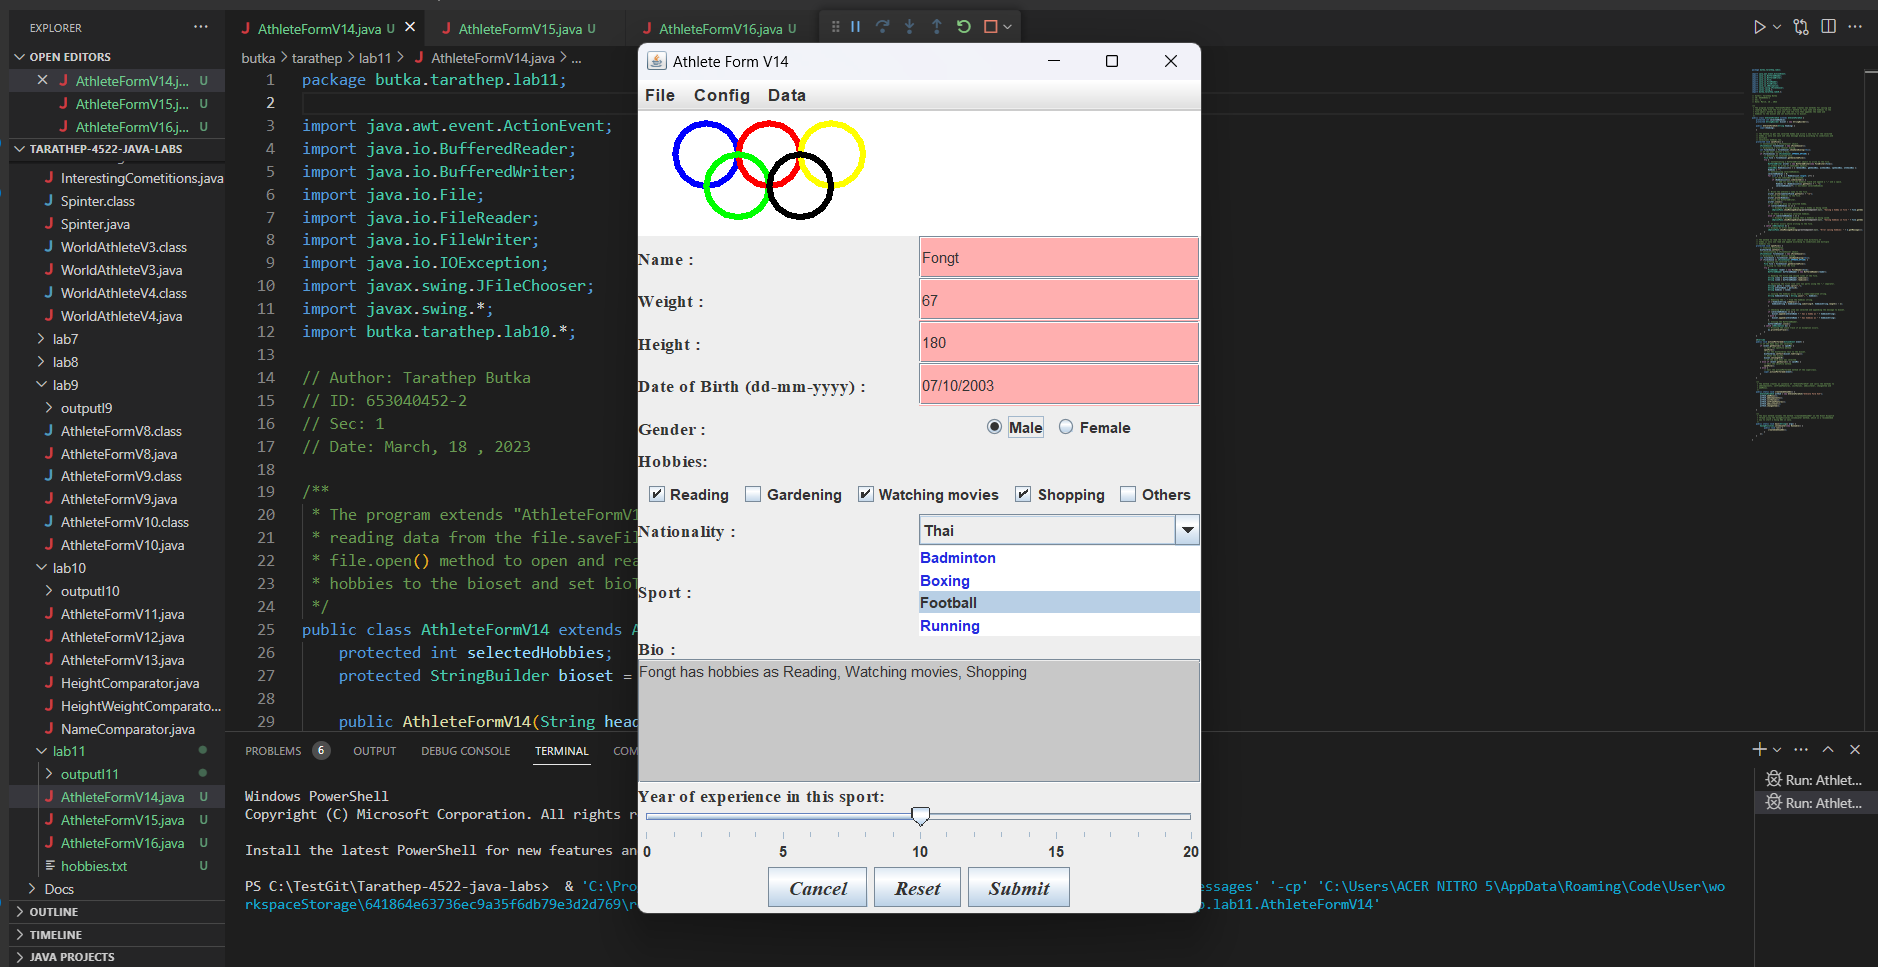 EXPLORER
OPEN EDITORS
AthleteFormV14.j... U
AthleteFormV15.j... U
AthleteFormV16.j... U
TARATHEP-4522-JAVA-LABS
InterestingCometitions.java
Spinter.class
Spinter.java
WorldAthleteV3.class
WorldAthleteV3.java
WorldAthleteV4.class
WorldAthleteV4.java
lab7
lab8
lab9
outputl9
AthleteFormV8.class
AthleteFormV8.java
AthleteFormV9.class
AthleteFormV9.java
AthleteFormV10.class
AthleteFormV10.java
lab10
outputl10
AthleteFormV11.java
AthleteFormV12.java
AthleteFormV13.java
HeightComparator.java
HeightWeightComparato...
NameComparator.java
lab11
outputl11
AthleteFormV14.java U
AthleteFormV15.java U
AthleteFormV16.java U
hobbies.txt U
Docs
OUTLINE
TIMELINE
JAVA PROJECTS
AthleteFormV14.java U
AthleteFormV15.java U
AthleteFormV16.java U
butka > tarathep > lab11 > AthleteFormV14.java > ...
1 package butka.tarathep.lab11;
2
3 import java.awt.event.ActionEvent;
4 import java.io.BufferedReader;
5 import java.io.BufferedWriter;
6 import java.io.File;
7 import java.io.FileReader;
8 import java.io.FileWriter;
9 import java.io.IOException;
10 import javax.swing.JFileChooser;
11 import javax.swing.*;
12 import butka.tarathep.lab10.*;
13
14 // Author: Tarathep Butka
15 // ID: 653040452-2
16 // Sec: 1
17 // Date: March, 18 , 2023
18
19 /**
20 * The program extends "AthleteFormV1
21 * reading data from the file.saveFil
22 * file.open() method to open and rea
23 * hobbies to the bioset and set bioT
24 */
25 public class AthleteFormV14 extends A
26 protected int selectedHobbies;
27 protected StringBuilder bioset =
28
29 public AthleteFormV14(String head
Athlete Form V14
File Config Data
Name :
Fongt
Weight :
67
Height :
180
Date of Birth (dd-mm-yyyy) :
07/10/2003
Gender :
Male Female
Hobbies:
Reading Gardening Watching movies Shopping Others
Nationality :
Thai
Sport :
Badminton
Boxing
Football
Running
Bio :
Fongt has hobbies as Reading, Watching movies, Shopping
Year of experience in this sport:
0 5 10 15 20
Cancel Reset Submit
PROBLEMS 6 OUTPUT DEBUG CONSOLE TERMINAL COM
Windows PowerShell
Copyright (C) Microsoft Corporation. All rights r
Install the latest PowerShell for new features an
PS C:\TestGit\Tarathep-4522-java-labs> & 'C:\Pro essages' '-cp' 'C:\Users\ACER NITRO 5\AppData\Roaming\Code\User\wo
rkspaceStorage\641864e63736ec9a35f6db79e3d2d769\r p.lab11.AthleteFormV14'
Run: Athlet...
Run: Athlet...